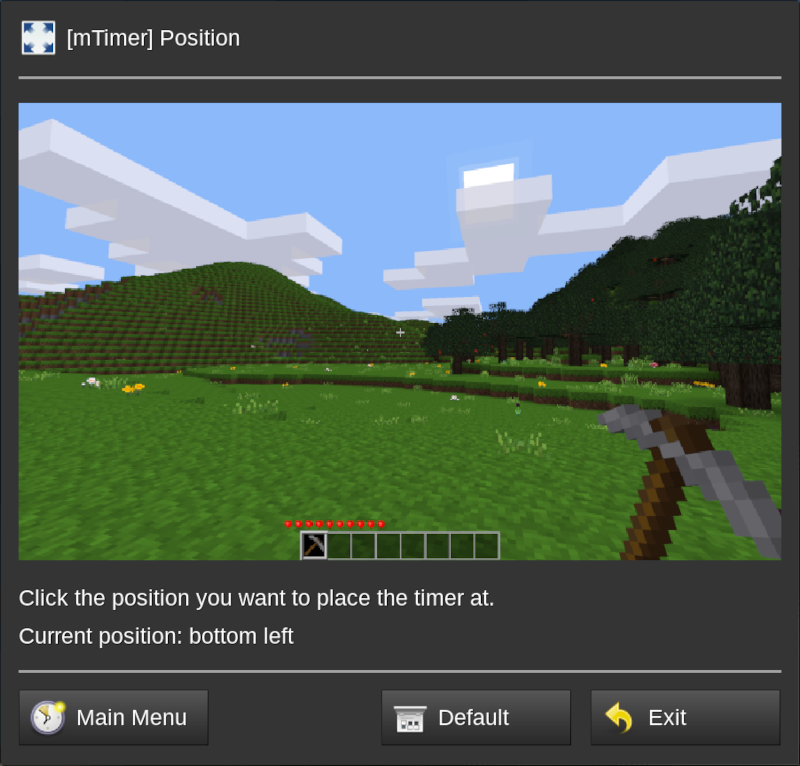 [mTimer] Position
Click the position you want to place the timer at.
Current position: bottom left
Main Menu
Default
Exit